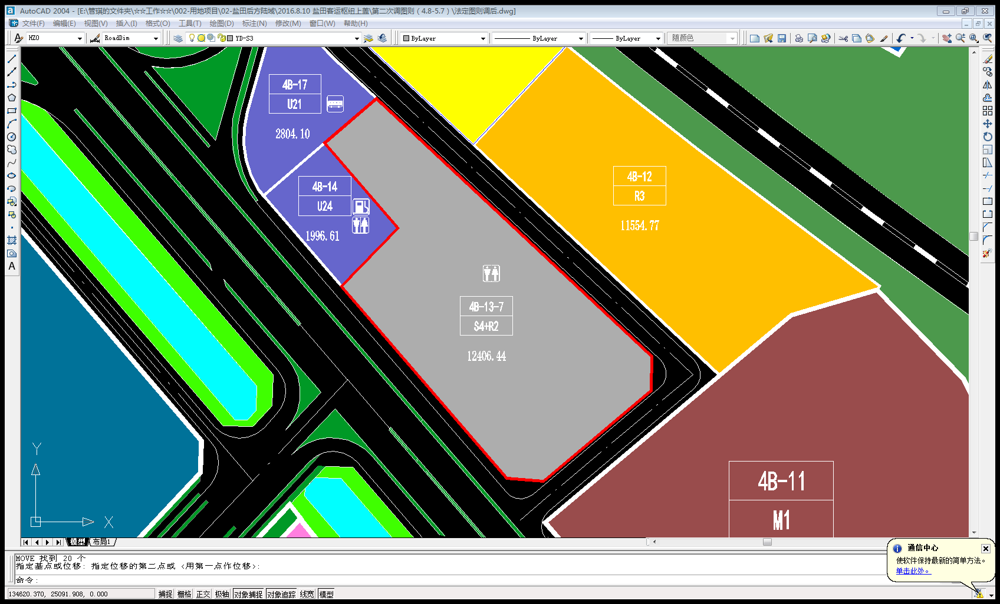 AutoCAD 2004 - [E:\管琪的文件夹\☆☆工作☆☆\002-用地项目\02-盐田后方陆域\2016.8.10 盐田客运枢纽上盖\第二次调图则（4.8-5.7）\法定图则调后.dwg]
文件(F) 编辑(E) 视图(V) 插入(I) 格式(O) 工具(T) 绘图(D) 标注(N) 修改(M) 窗口(W) 帮助(H)
HZ0 RoadDim YD-S3 ByLayer ByLayer ByLayer 随颜色
4B-17
U21
2804.10
4B-14
U24
1996.61
4B-12
R3
11554.77
4B-13-7
S4+R2
12406.44
4B-11
M1
Y
X
A
模型 布局1
MOVE 找到 20 个
指定基点或位移: 指定位移的第二点或 <用第一点作位移>:
命令:
通信中心
使软件保持最新的简单方法。
单击此处。
134620.370, 25091.908, 0.000 捕捉 栅格 正交 极轴 对象捕捉 对象追踪 线宽 模型